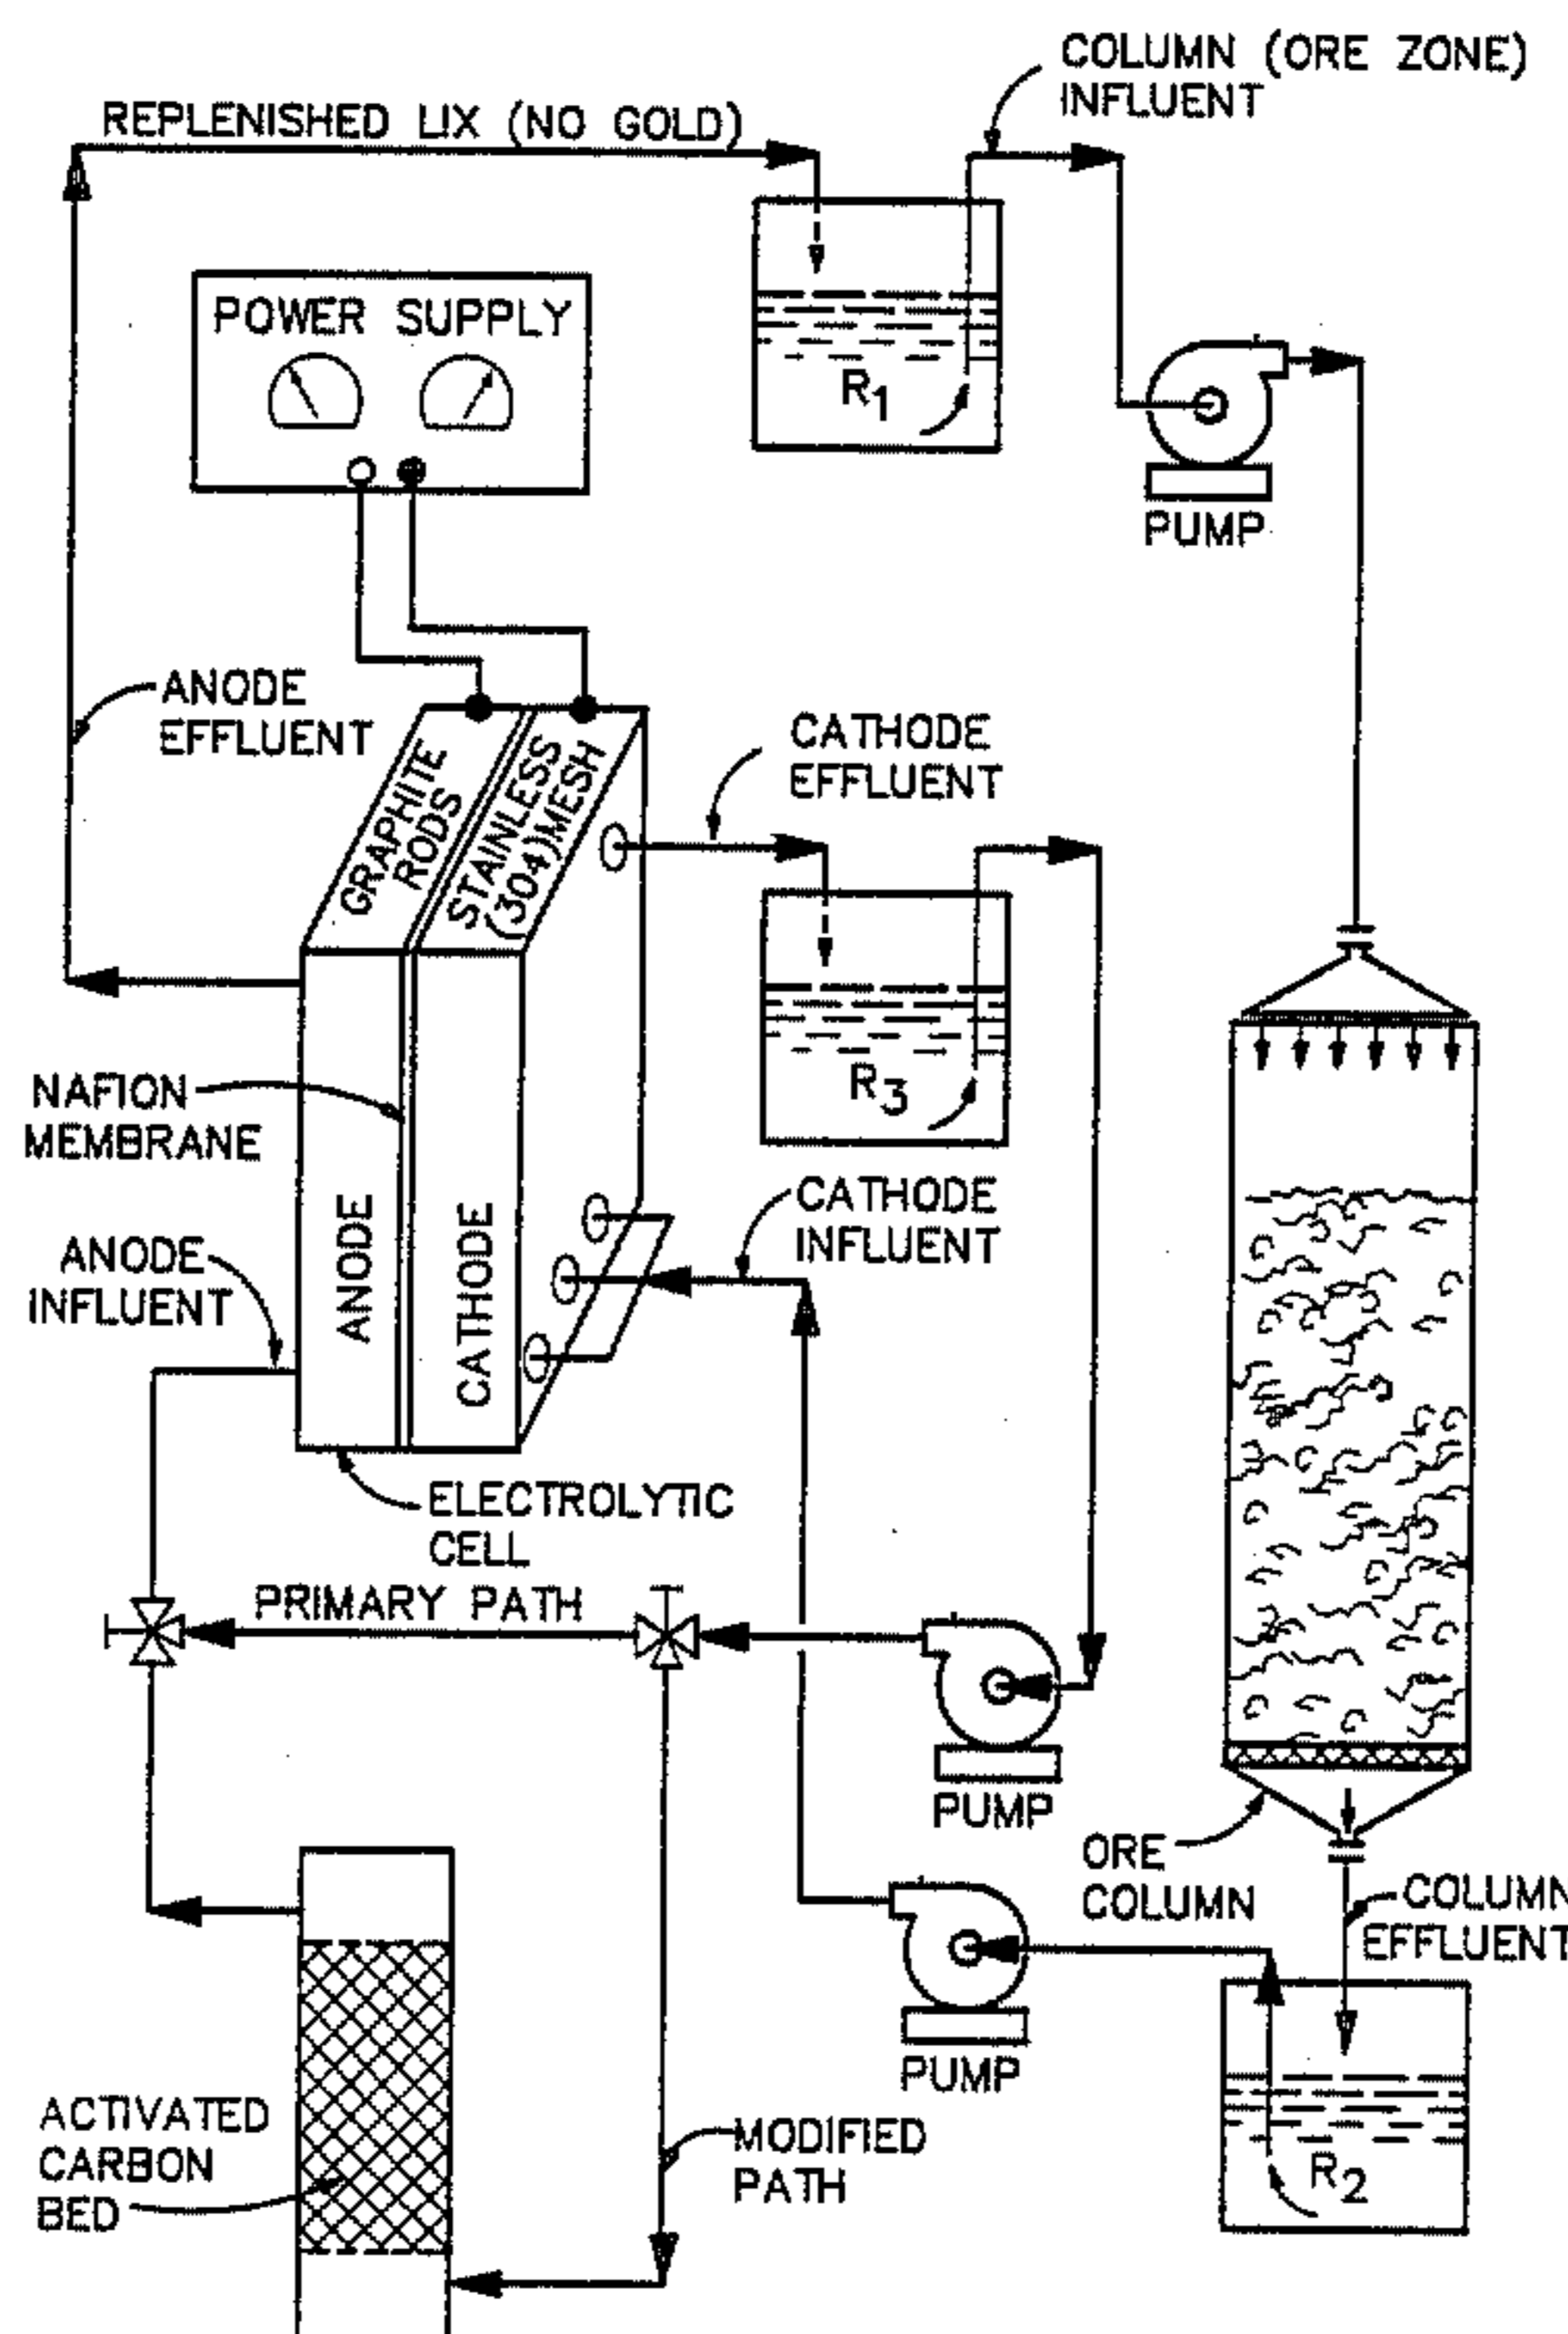 COLUMN (ORE ZONE)
INFLUENT
REPLENISHED LIX (NO GOLD)
POWER SUPPLY
R1
PUMP
ANODE
EFFLUENT
GRAPHITE
RODS
STAINLESS
(304)MESH
CATHODE
EFFLUENT
R3
NAFION
MEMBRANE
CATHODE
INFLUENT
ANODE
INFLUENT
ANODE
CATHODE
ELECTROLYTIC
CELL
PRIMARY PATH
PUMP
ORE
COLUMN
COLUMN
EFFLUENT
PUMP
ACTIVATED
CARBON
BED
MODIFIED
PATH
R2